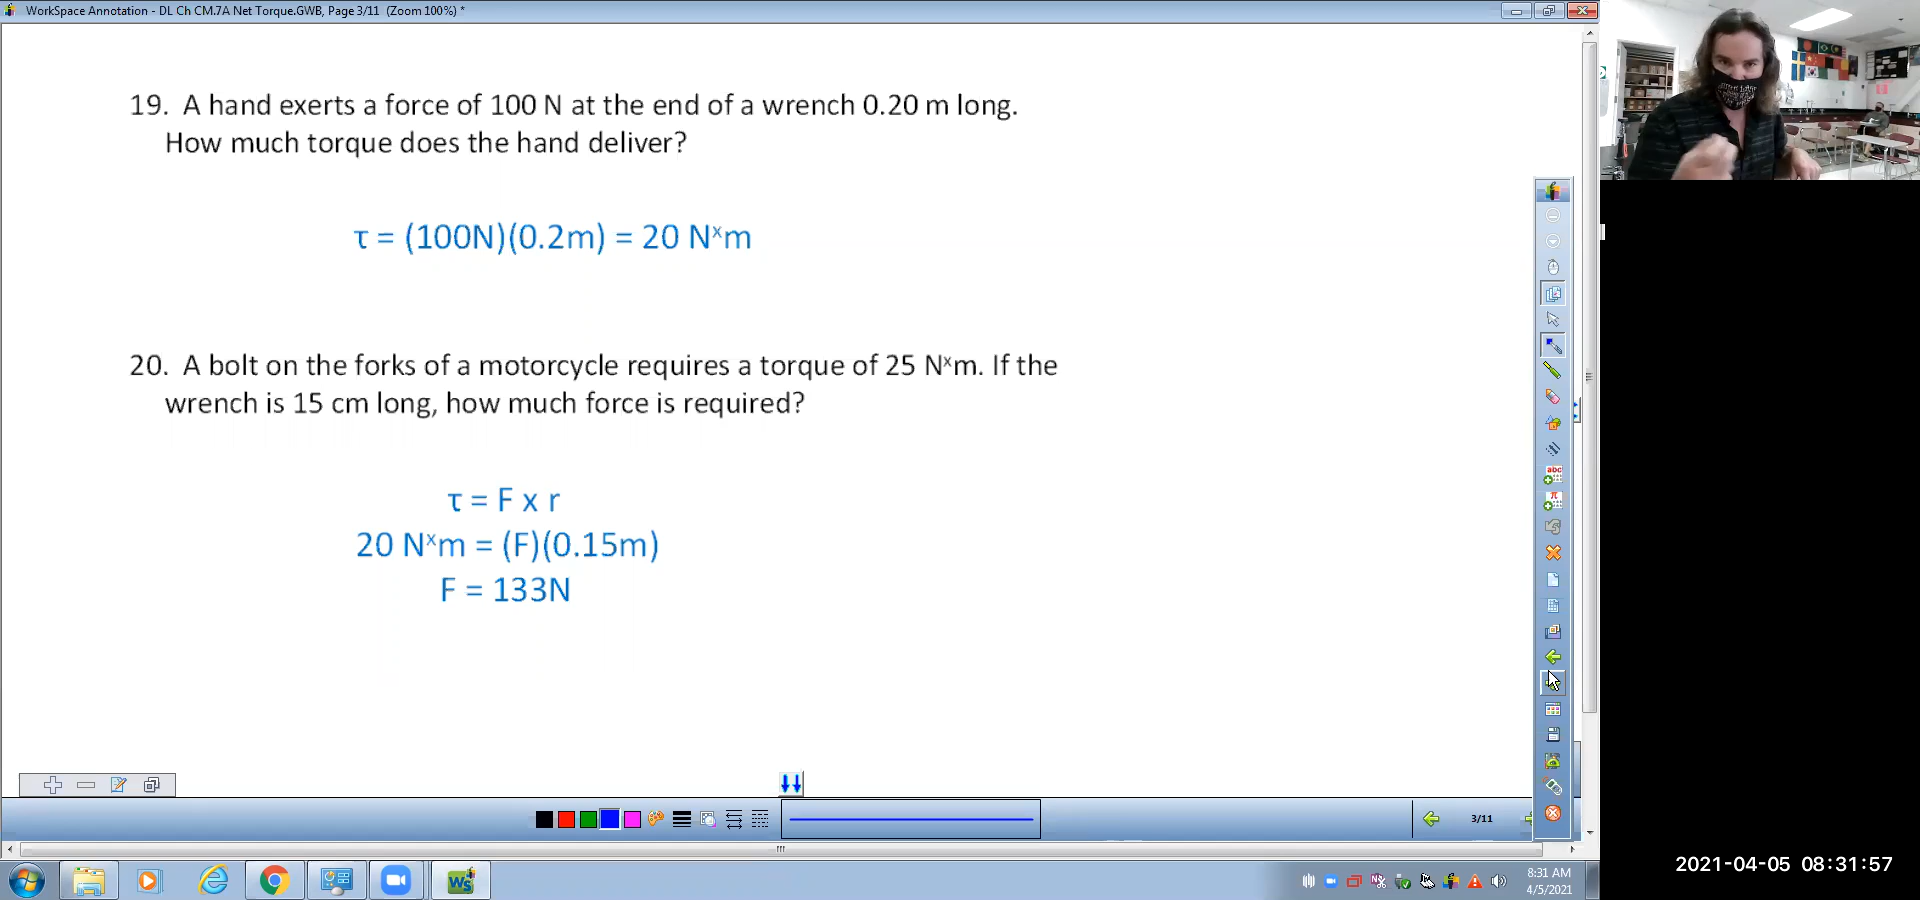 WorkSpace Annotation - DL Ch CM.7A Net Torque.GWB, Page 3/11 (Zoom 100%) *
19. A hand exerts a force of 100 N at the end of a wrench 0.20 m long.
How much torque does the hand deliver?
τ = (100N)(0.2m) = 20 Nˣm
20. A bolt on the forks of a motorcycle requires a torque of 25 Nˣm. If the
wrench is 15 cm long, how much force is required?
τ = F x r
20 Nˣm = (F)(0.15m)
F = 133N
abc
π
3/11
2021-04-05 08:31:57
Ws
8:31 AM
4/5/2021